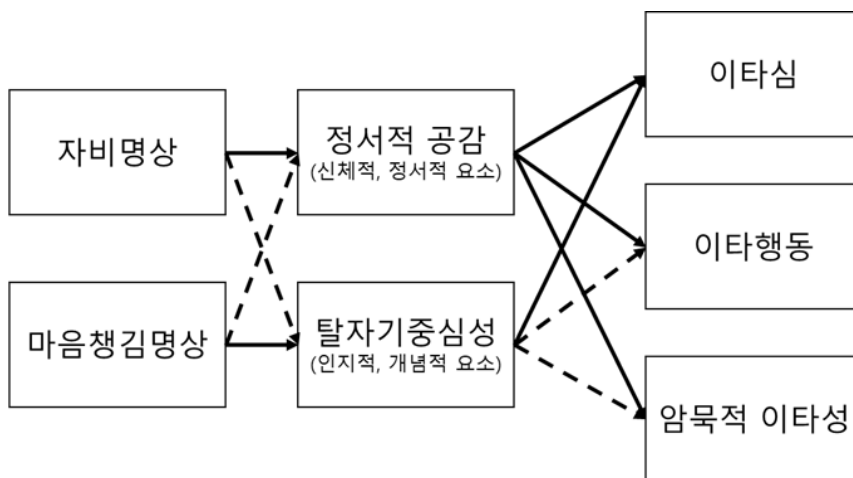 자비명상
마음챙김명상
정서적 공감
(신체적, 정서적 요소)
탈자기중심성
(인지적, 개념적 요소)
이타심
이타행동
암묵적 이타성